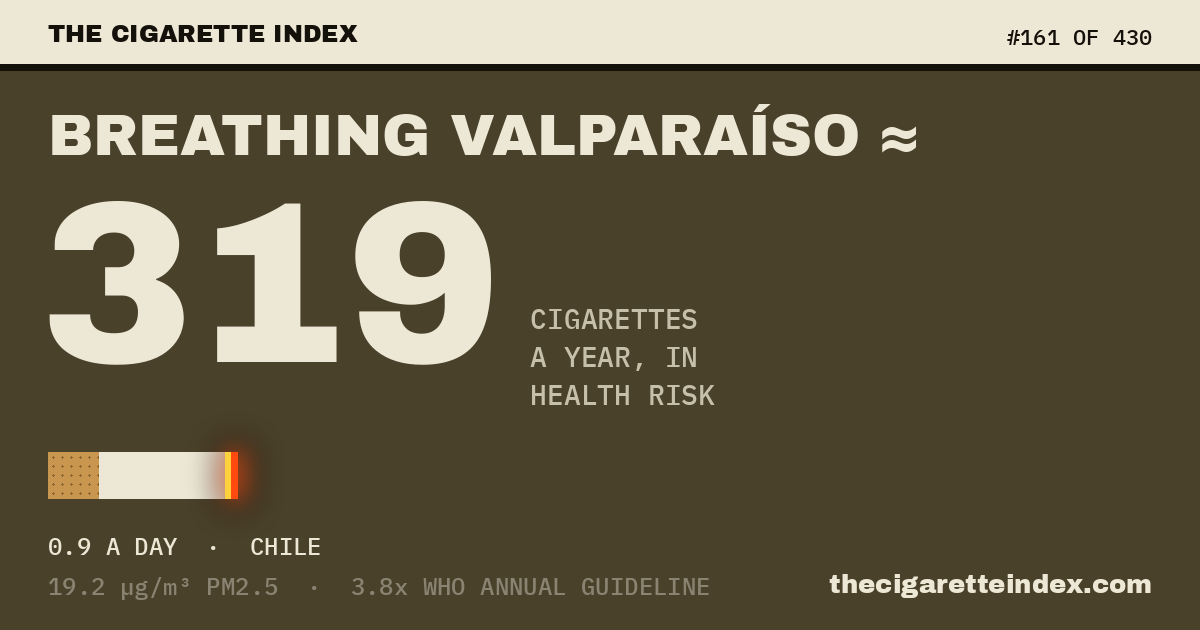 THE CIGARETTE INDEX
#161 OF 430
BREATHING VALPARAÍSO ≈
319
CIGARETTES
A YEAR, IN
HEALTH RISK
0.9 A DAY · CHILE
19.2 µg/m³ PM2.5 · 3.8x WHO ANNUAL GUIDELINE
thecigaretteindex.com